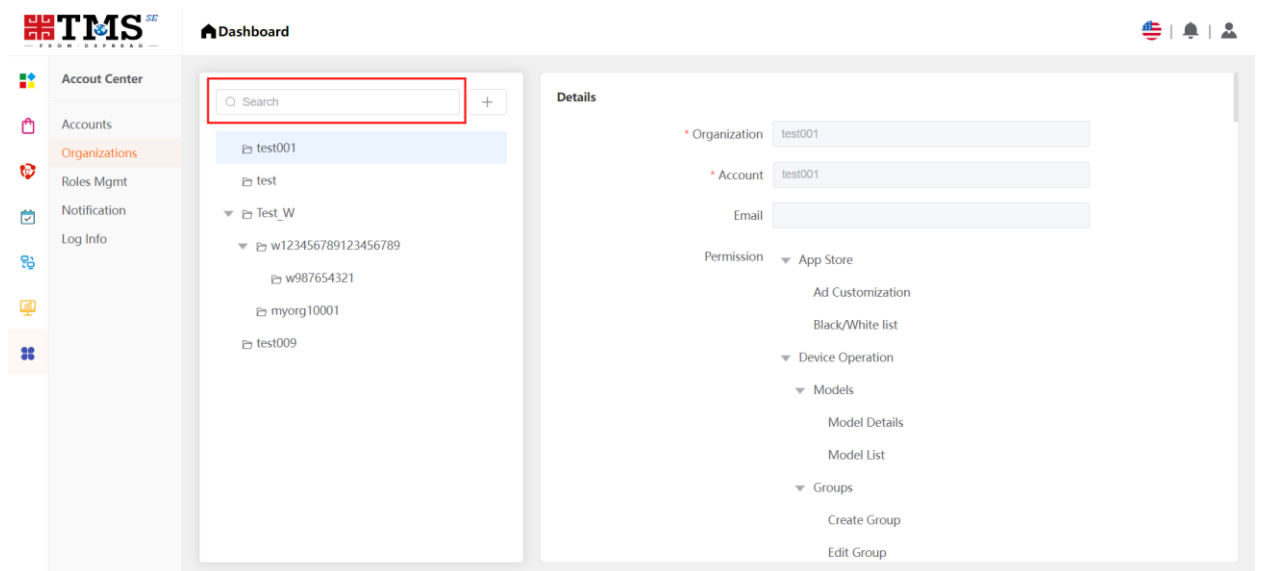 TMS SE
FROM·DSPREAD
Dashboard
Accout Center
Accounts
Organizations
Roles Mgmt
Notification
Log Info
Search
+
test001
test
Test_W
w123456789123456789
w987654321
myorg10001
test009
Details
* Organization test001
* Account test001
Email
Permission App Store
Ad Customization
Black/White list
Device Operation
Models
Model Details
Model List
Groups
Create Group
Edit Group